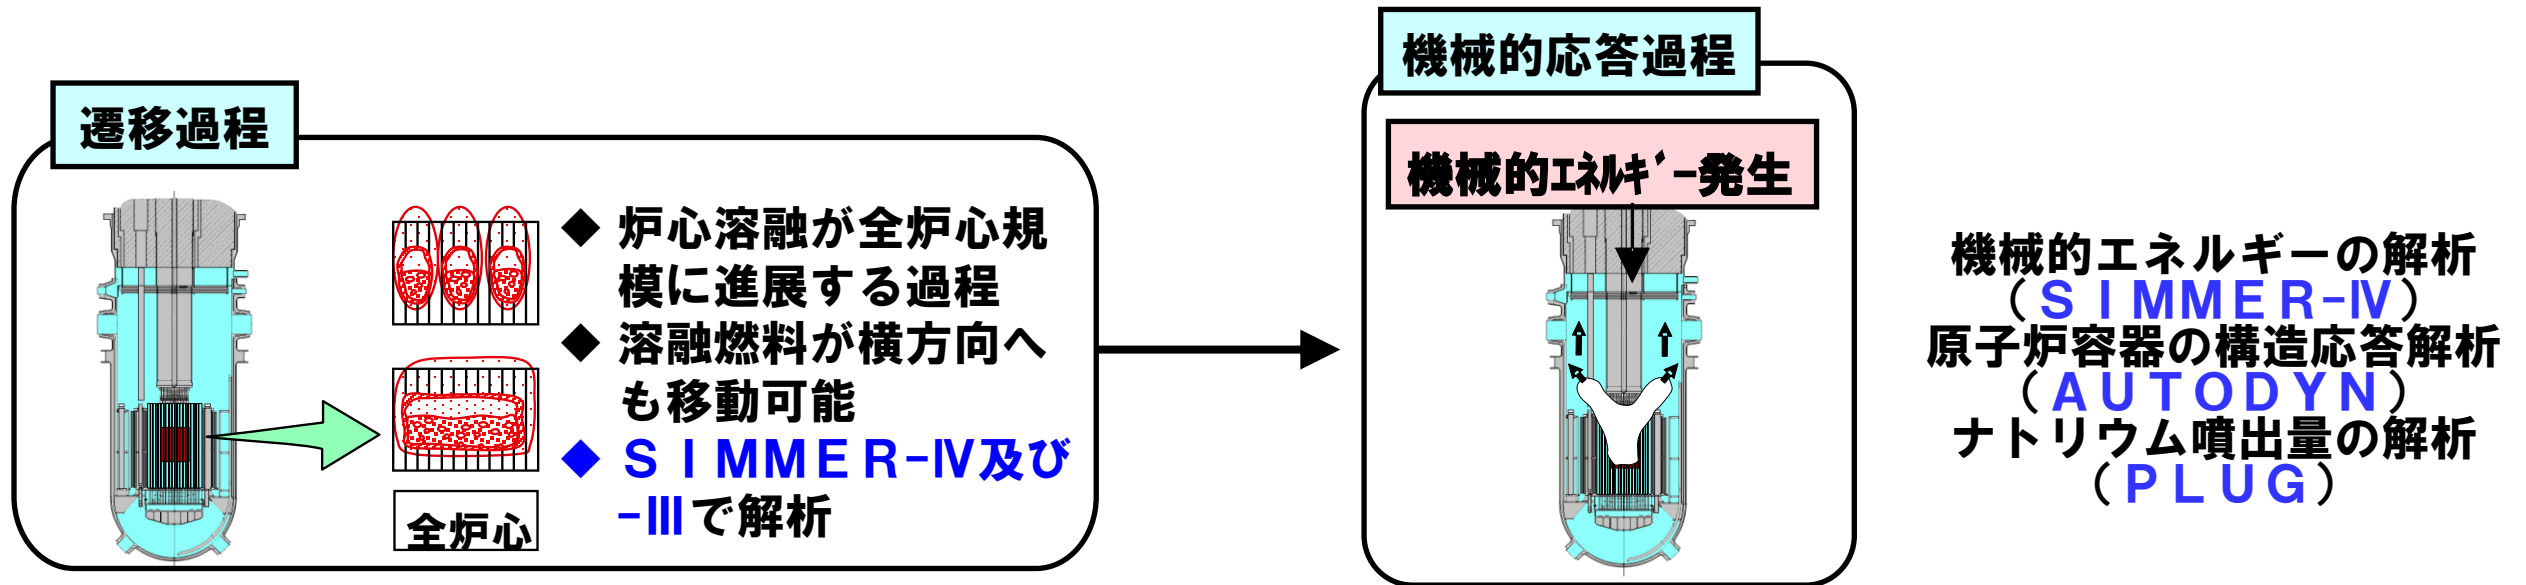 遷移過程
◆ 炉心溶融が全炉心規
模に進展する過程
◆ 溶融燃料が横方向へ
も移動可能
◆ ＳＩＭＭＥＲ-Ⅳ及び
-Ⅲで解析
全炉心
機械的応答過程
機械的ｴﾈﾙｷﾞｰ発生
機械的エネルギーの解析
（ＳＩＭＭＥＲ-Ⅳ）
原子炉容器の構造応答解析
（ＡＵＴＯＤＹＮ）
ナトリウム噴出量の解析
（ＰＬＵＧ）